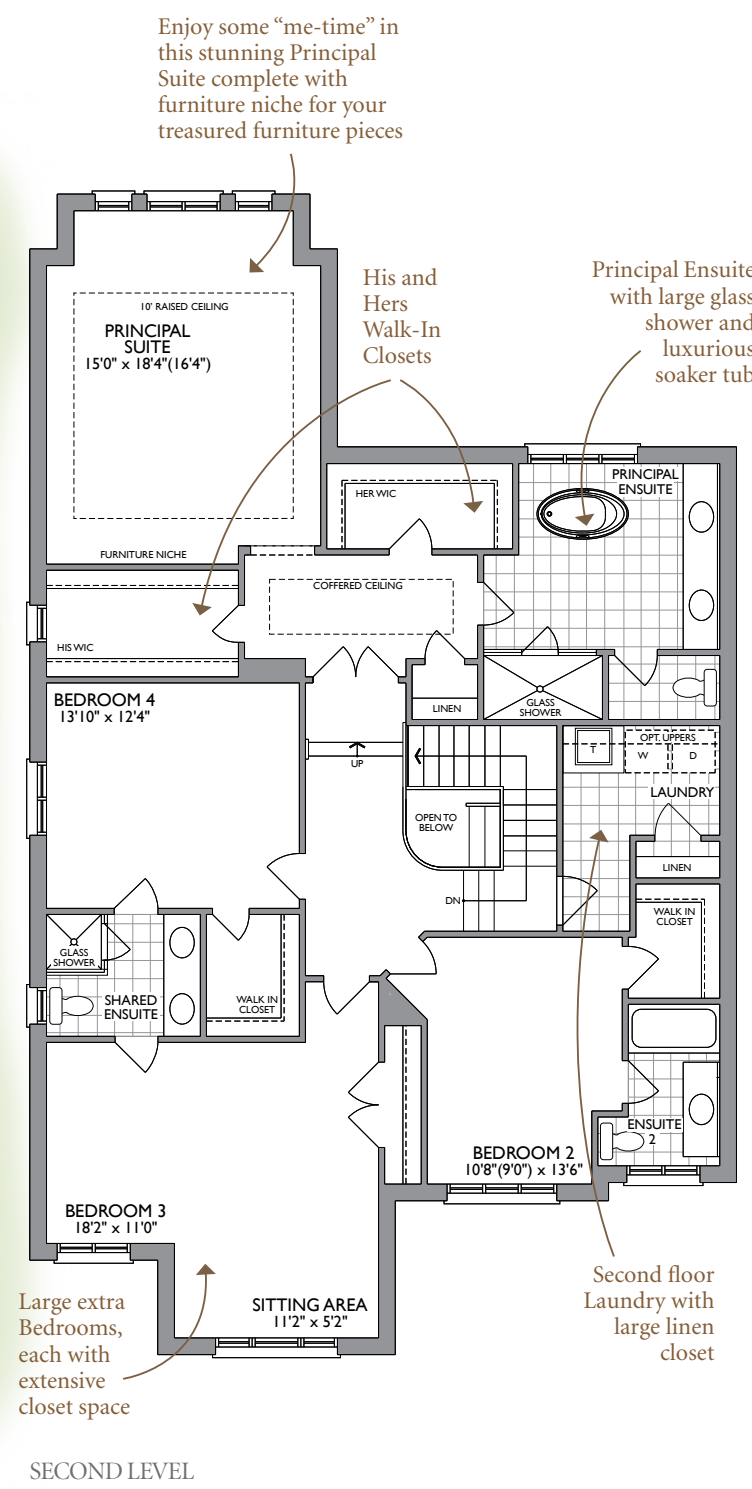 Enjoy some “me-time” in
this stunning Principal
Suite complete with
furniture niche for your
treasured furniture pieces
His and
Hers
Walk-In
Closets
Principal Ensuite
with large glass
shower and
luxurious
soaker tub
10' RAISED CEILING
PRINCIPAL
SUITE
15'0" x 18'4"(16'4")
FURNITURE NICHE
HER WIC
PRINCIPAL
ENSUITE
COFFERED CEILING
HIS WIC
LINEN
GLASS
SHOWER
BEDROOM 4
13'10" x 12'4"
UP
OPEN TO
BELOW
DN
T
OPT. UPPERS
W
D
LAUNDRY
LINEN
WALK IN
CLOSET
GLASS
SHOWER
SHARED
ENSUITE
WALK IN
CLOSET
ENSUITE
2
BEDROOM 2
10'8"(9'0") x 13'6"
BEDROOM 3
18'2" x 11'0"
SITTING AREA
11'2" x 5'2"
Large extra
Bedrooms,
each with
extensive
closet space
Second floor
Laundry with
large linen
closet
SECOND LEVEL